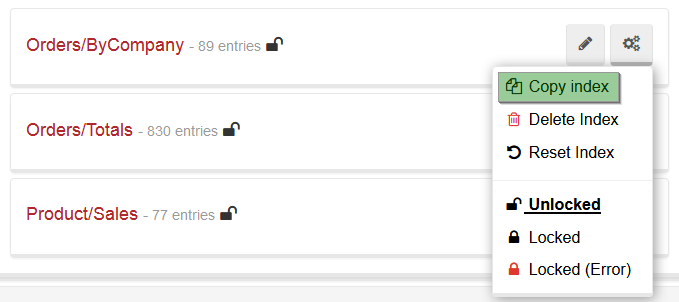 Orders/ByCompany - 89 entries
Copy index
Orders/Totals - 830 entries
Delete Index
Reset Index
Product/Sales - 77 entries
Unlocked
Locked
Locked (Error)